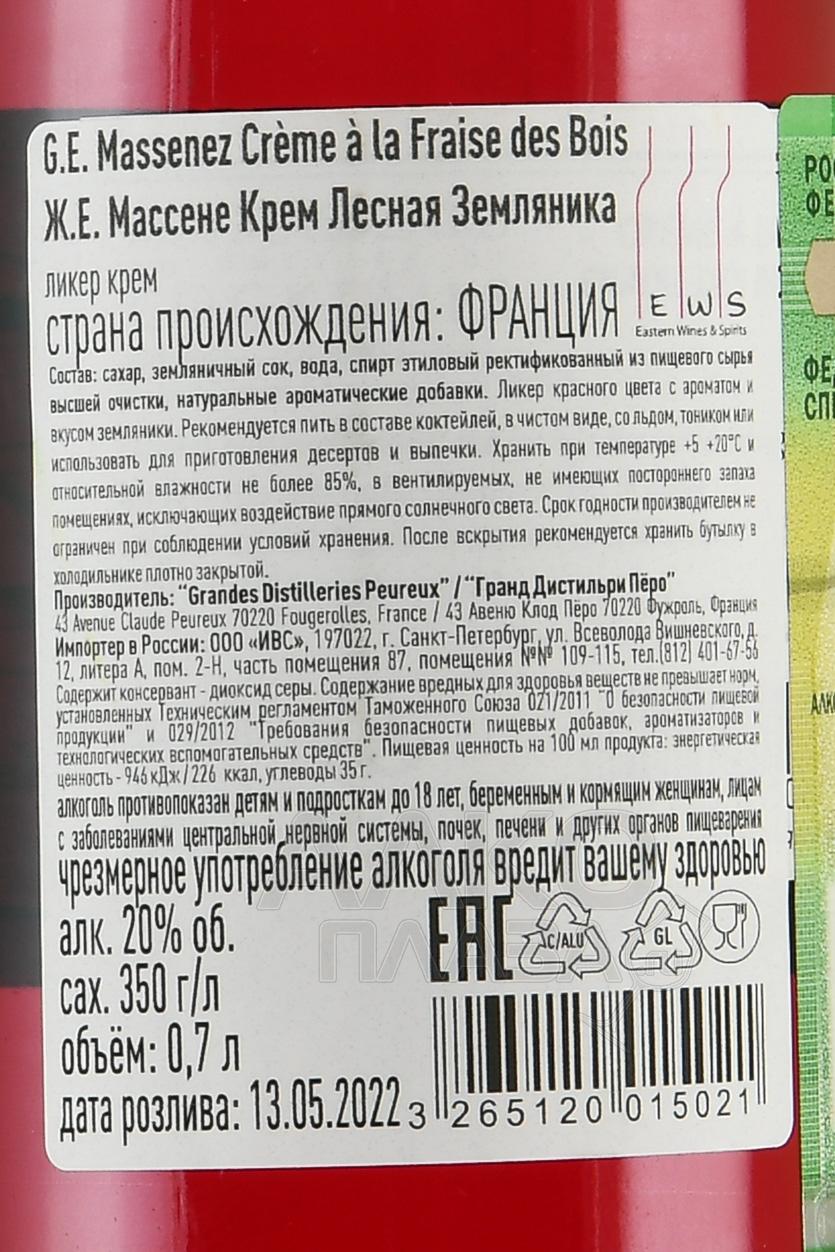 G.E. Massenez Crème à la Fraise des Bois
Ж.Е. Массене Крем Лесная Земляника
ликер крем
страна происхождения: ФРАНЦИЯ
E W S
Eastern Wines & Spirits
Состав: сахар, земляничный сок, вода, спирт этиловый ректификованный из пищевого сырья
высшей очистки, натуральные ароматические добавки. Ликер красного цвета с ароматом и
вкусом земляники. Рекомендуется пить в составе коктейлей, в чистом виде, со льдом, тоником или
использовать для приготовления десертов и выпечки. Хранить при температуре +5 +20°C и
относительной влажности не более 85%, в вентилируемых, не имеющих постороннего запаха
помещениях, исключающих воздействие прямого солнечного света. Срок годности производителем не
ограничен при соблюдении условий хранения. После вскрытия рекомендуется хранить бутылку в
холодильнике плотно закрытой.
Производитель: "Grandes Distilleries Peureux" / "Гранд Дистильри Пёро"
43 Avenue Claude Peureux 70220 Fougerolles, France / 43 Авеню Клод Пёро 70220 Фужроль, Франция
Импортер в России: ООО «ИВС», 197022, г. Санкт-Петербург, ул. Всеволода Вишневского, д.
12, литера А, пом. 2-Н, часть помещения 87, помещения №№ 109-115, тел.(812) 401-67-56
Содержит консервант - диоксид серы. Содержание вредных для здоровья веществ не превышает норм,
установленных Техническим регламентом Таможенного Союза 021/2011 "О безопасности пищевой
продукции" и 029/2012 "Требования безопасности пищевых добавок, ароматизаторов и
технологических вспомогательных средств". Пищевая ценность на 100 мл продукта: энергетическая
ценность - 946 кДж / 226 ккал, углеводы 35 г.
алкоголь противопоказан детям и подросткам до 18 лет, беременным и кормящим женщинам, лицам
с заболеваниями центральной нервной системы, почек, печени и других органов пищеварения
чрезмерное употребление алкоголя вредит вашему здоровью
алк. 20% об.
сах. 350 г/л
объём: 0,7 л
дата розлива: 13.05.2022
EAC
C/ALU
GL
3 265120 015021
РО
ФЕ
ФЕ
СП
АЛК
АЛКО
ПЛАЗА